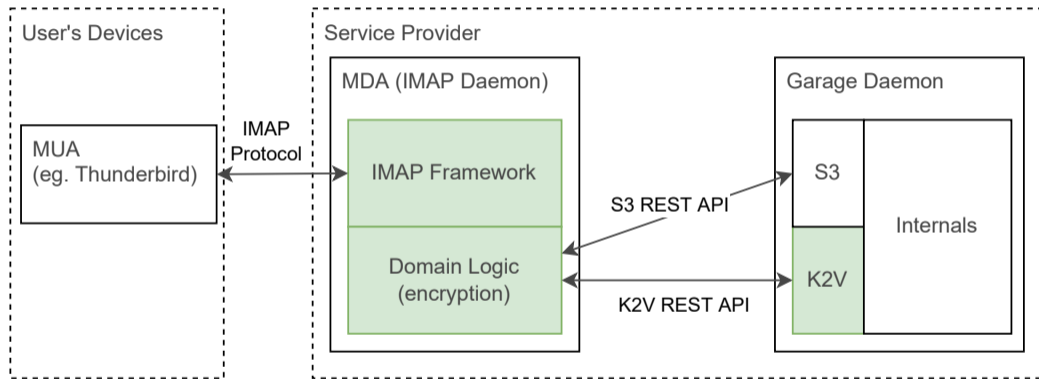 User's Devices
MUA
(eg. Thunderbird)
IMAP
Protocol
Service Provider
MDA (IMAP Daemon)
IMAP Framework
Domain Logic
(encryption)
S3 REST API
K2V REST API
Garage Daemon
S3
K2V
Internals